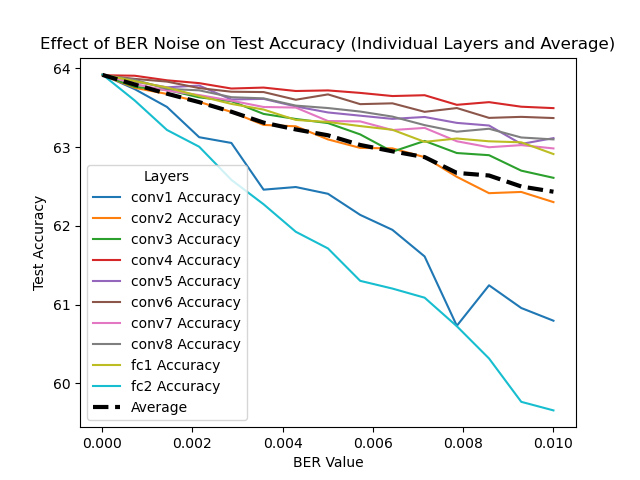 Effect of BER Noise on Test Accuracy (Individual Layers and Average)
64
63
62
61
60
Test Accuracy
Layers
conv1 Accuracy
conv2 Accuracy
conv3 Accuracy
conv4 Accuracy
conv5 Accuracy
conv6 Accuracy
conv7 Accuracy
conv8 Accuracy
fc1 Accuracy
fc2 Accuracy
Average
0.000 0.002 0.004 0.006 0.008 0.010
BER Value